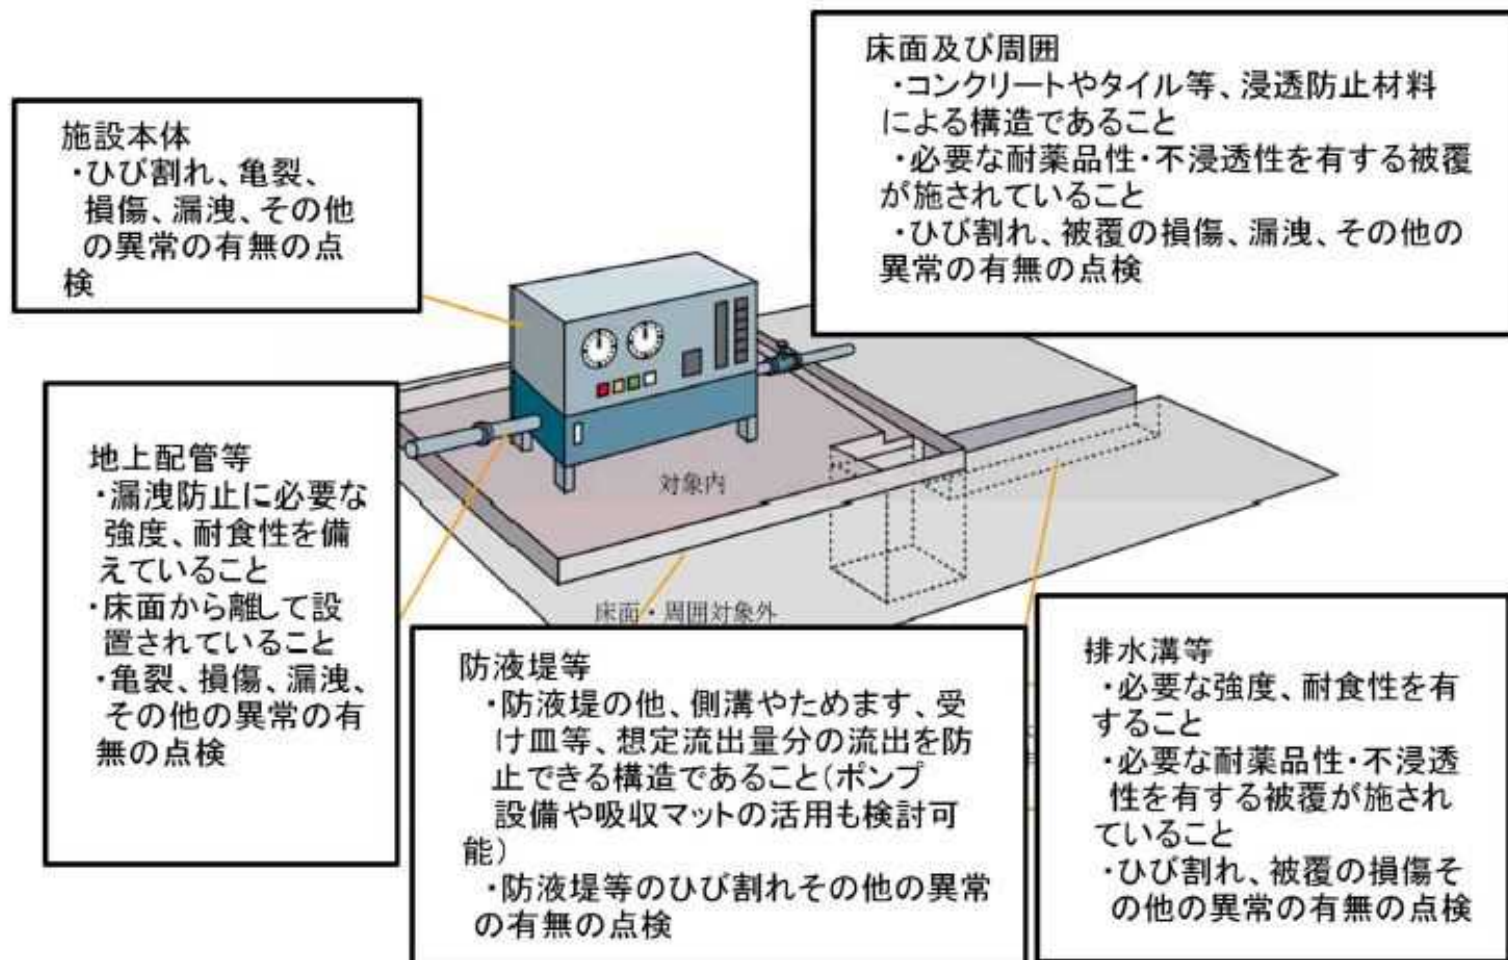 施設本体
・ひび割れ、亀裂、
損傷、漏洩、その他
の異常の有無の点
検
床面及び周囲
・コンクリートやタイル等、浸透防止材料
による構造であること
・必要な耐薬品性・不浸透性を有する被覆
が施されていること
・ひび割れ、被覆の損傷、漏洩、その他の
異常の有無の点検
地上配管等
・漏洩防止に必要な
強度、耐食性を備
えていること
・床面から離して設
置されていること
・亀裂、損傷、漏洩、
その他の異常の有
無の点検
対象内
床面・周囲対象外
防液堤等
・防液堤の他、側溝やためます、受
け皿等、想定流出量分の流出を防
止できる構造であること(ポンプ
設備や吸収マットの活用も検討可
能)
・防液堤等のひび割れその他の異常
の有無の点検
排水溝等
・必要な強度、耐食性を有
すること
・必要な耐薬品性・不浸透
性を有する被覆が施され
ていること
・ひび割れ、被覆の損傷そ
の他の異常の有無の点検